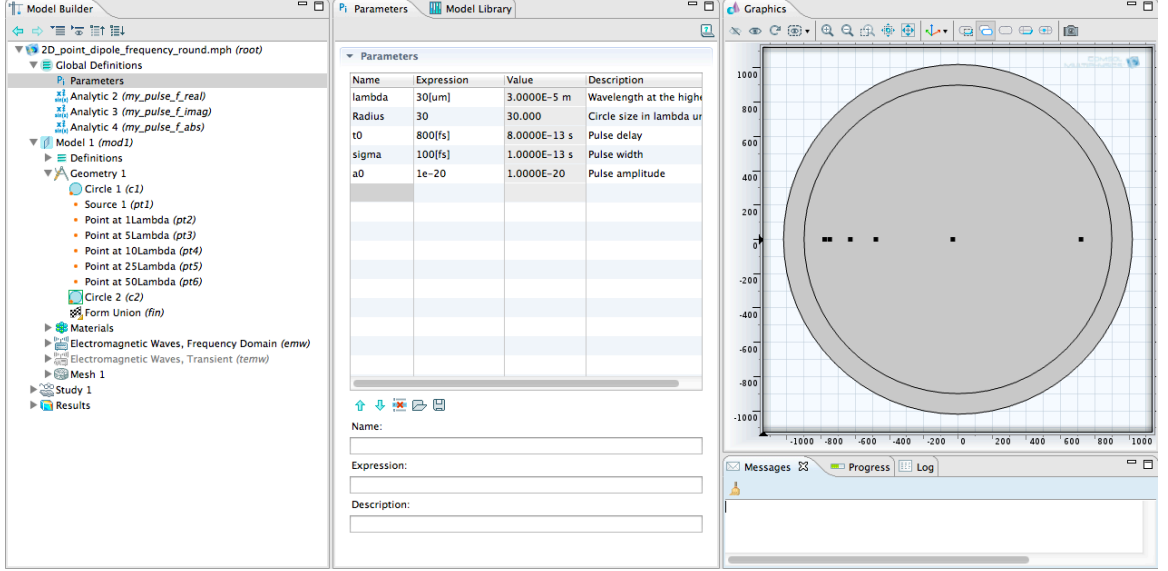 Model Builder
2D_point_dipole_frequency_round.mph (root)
Global Definitions
Pi Parameters
Analytic 2 (my_pulse_f_real)
Analytic 3 (my_pulse_f_imag)
Analytic 4 (my_pulse_f_abs)
Model 1 (mod1)
Definitions
Geometry 1
Circle 1 (c1)
Source 1 (pt1)
Point at 1Lambda (pt2)
Point at 5Lambda (pt3)
Point at 10Lambda (pt4)
Point at 25Lambda (pt5)
Point at 50Lambda (pt6)
Circle 2 (c2)
Form Union (fin)
Materials
Electromagnetic Waves, Frequency Domain (emw)
Electromagnetic Waves, Transient (temw)
Mesh 1
Study 1
Results
Pi Parameters Model Library
Parameters
Name Expression Value Description
lambda 30[um] 3.0000E-5 m Wavelength at the highe
Radius 30 30.000 Circle size in lambda un
t0 800[fs] 8.0000E-13 s Pulse delay
sigma 100[fs] 1.0000E-13 s Pulse width
a0 1e-20 1.0000E-20 Pulse amplitude
Name:
Expression:
Description:
Graphics
1000
800
600
400
200
0
-200
-400
-600
-800
-1000
-1000 -800 -600 -400 -200 0 200 400 600 800 1000
Messages Progress Log